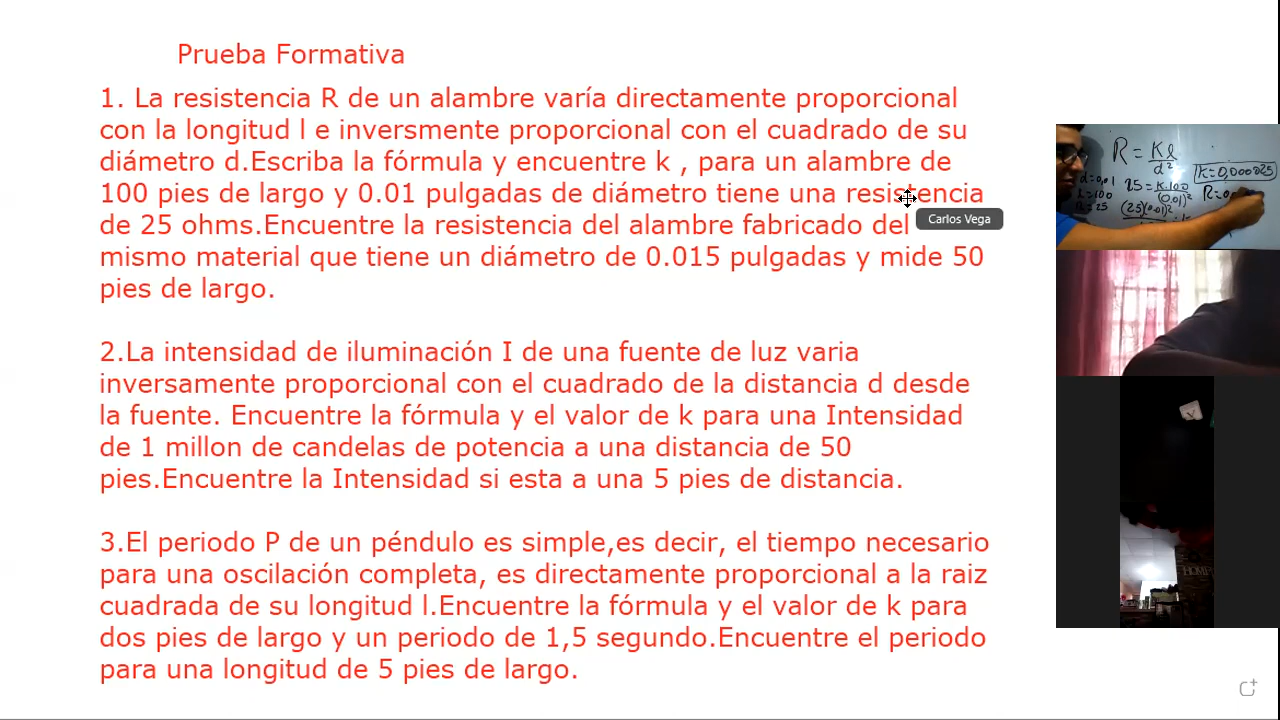 Prueba Formativa
1. La resistencia R de un alambre varía directamente proporcional
con la longitud l e inversmente proporcional con el cuadrado de su
diámetro d.Escriba la fórmula y encuentre k , para un alambre de
100 pies de largo y 0.01 pulgadas de diámetro tiene una resistencia
de 25 ohms.Encuentre la resistencia del alambre fabricado del
mismo material que tiene un diámetro de 0.015 pulgadas y mide 50
pies de largo.
2.La intensidad de iluminación I de una fuente de luz varia
inversamente proporcional con el cuadrado de la distancia d desde
la fuente. Encuentre la fórmula y el valor de k para una Intensidad
de 1 millon de candelas de potencia a una distancia de 50
pies.Encuentre la Intensidad si esta a una 5 pies de distancia.
3.El periodo P de un péndulo es simple,es decir, el tiempo necesario
para una oscilación completa, es directamente proporcional a la raiz
cuadrada de su longitud l.Encuentre la fórmula y el valor de k para
dos pies de largo y un periodo de 1,5 segundo.Encuentre el periodo
para una longitud de 5 pies de largo.
Carlos Vega
R = Kl
d²
K=0,000025
25 = K.100
(0.01)²
(25)(0.01)²